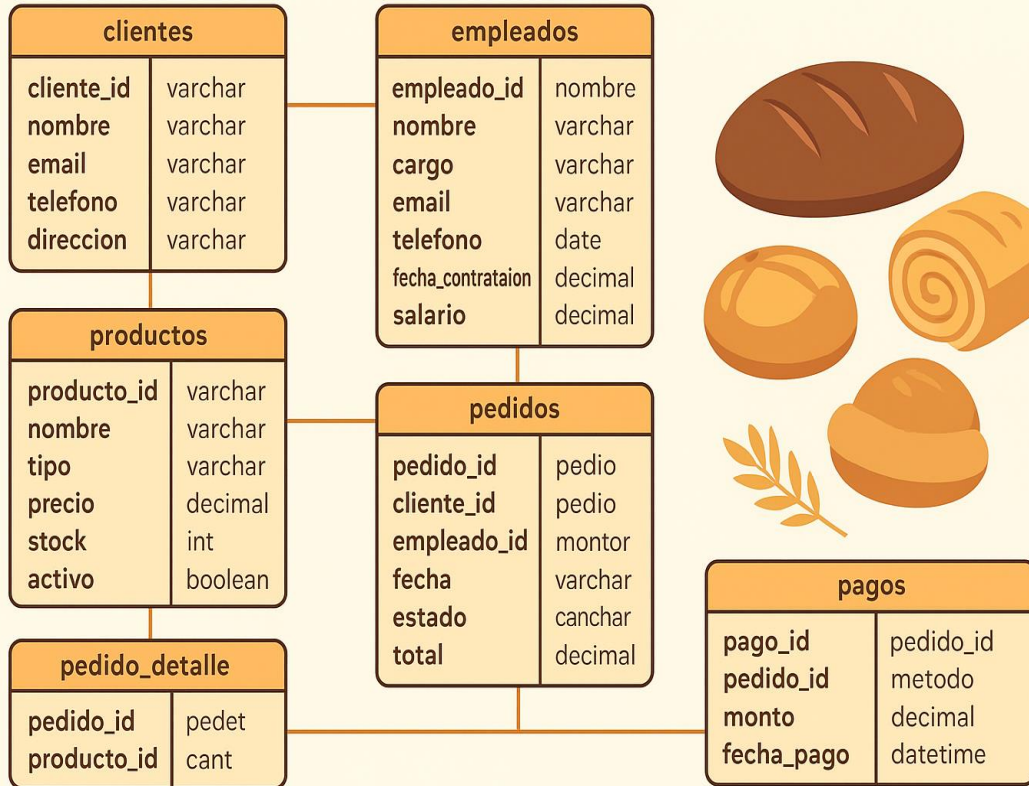 clientes
cliente_id varchar
nombre varchar
email varchar
telefono varchar
direccion varchar
empleados
empleado_id nombre
nombre varchar
cargo varchar
email varchar
telefono date
fecha_contrataion decimal
salario decimal
productos
producto_id varchar
nombre varchar
tipo varchar
precio decimal
stock int
activo boolean
pedidos
pedido_id pedio
cliente_id pedio
empleado_id montor
fecha varchar
estado canchar
total decimal
pedido_detalle
pedido_id pedet
producto_id cant
pagos
pago_id pedido_id
pedido_id metodo
monto decimal
fecha_pago datetime